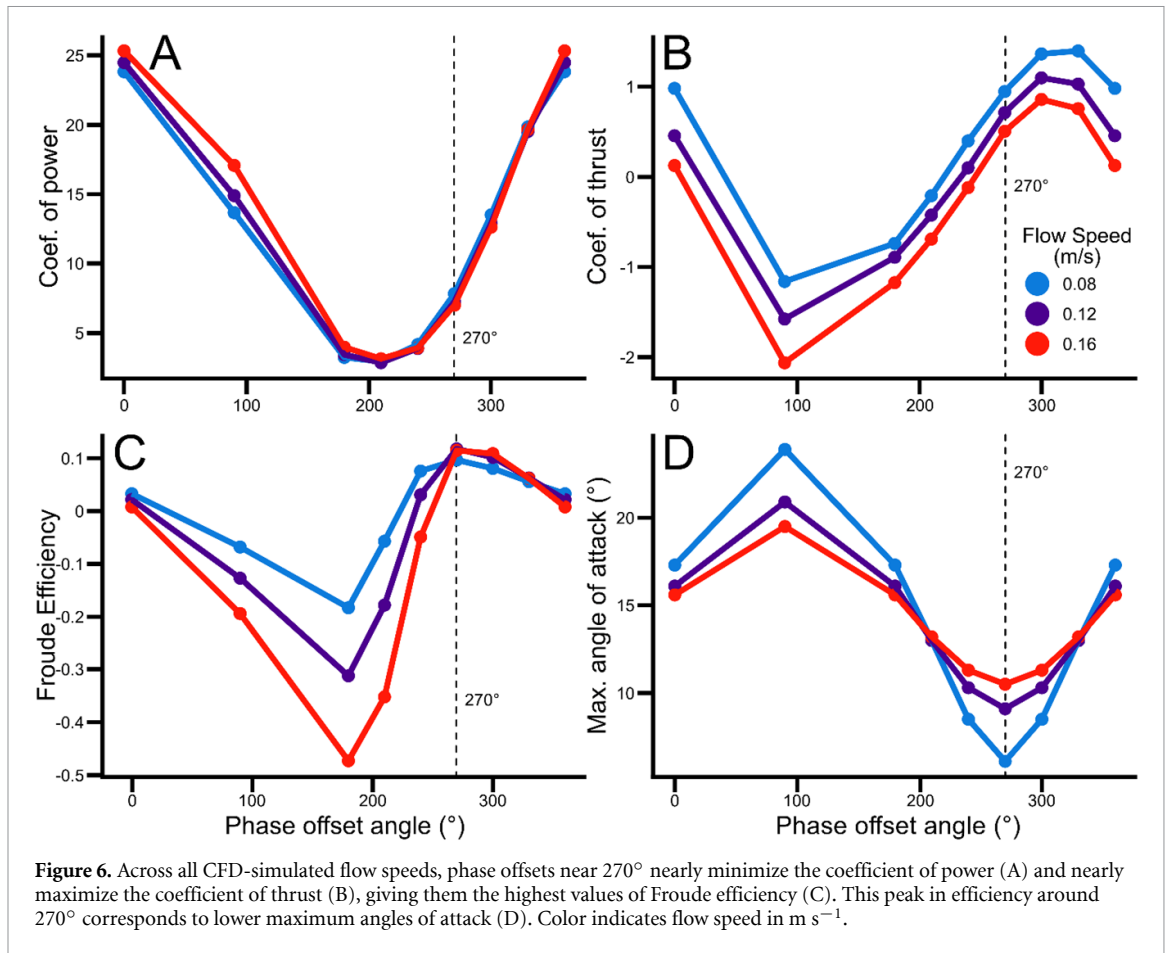 A
Coef. of power
25
20
15
10
5
0
100
200
300
270°
B
Coef. of thrust
1
0
-1
-2
0
100
200
300
270°
Flow Speed
(m/s)
0.08
0.12
0.16
C
Froude Efficiency
0.1
0
-0.1
-0.2
-0.3
-0.4
-0.5
0
100
200
300
270°
Phase offset angle (°)
D
Max. angle of attack (°)
20
15
10
0
100
200
300
270°
Phase offset angle (°)
Figure 6. Across all CFD-simulated flow speeds, phase offsets near 270° nearly minimize the coefficient of power (A) and nearly
maximize the coefficient of thrust (B), giving them the highest values of Froude efficiency (C). This peak in efficiency around
270° corresponds to lower maximum angles of attack (D). Color indicates flow speed in m s⁻¹.